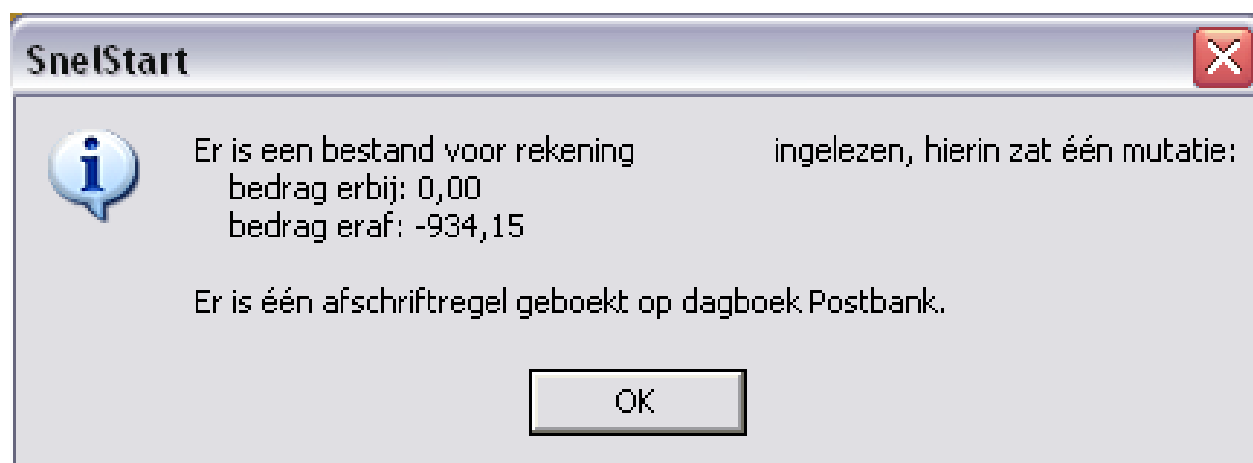 SnelStart
Er is een bestand voor rekening ingelezen, hierin zat één mutatie:
bedrag erbij: 0,00
bedrag eraf: -934,15
Er is één afschriftregel geboekt op dagboek Postbank.
OK